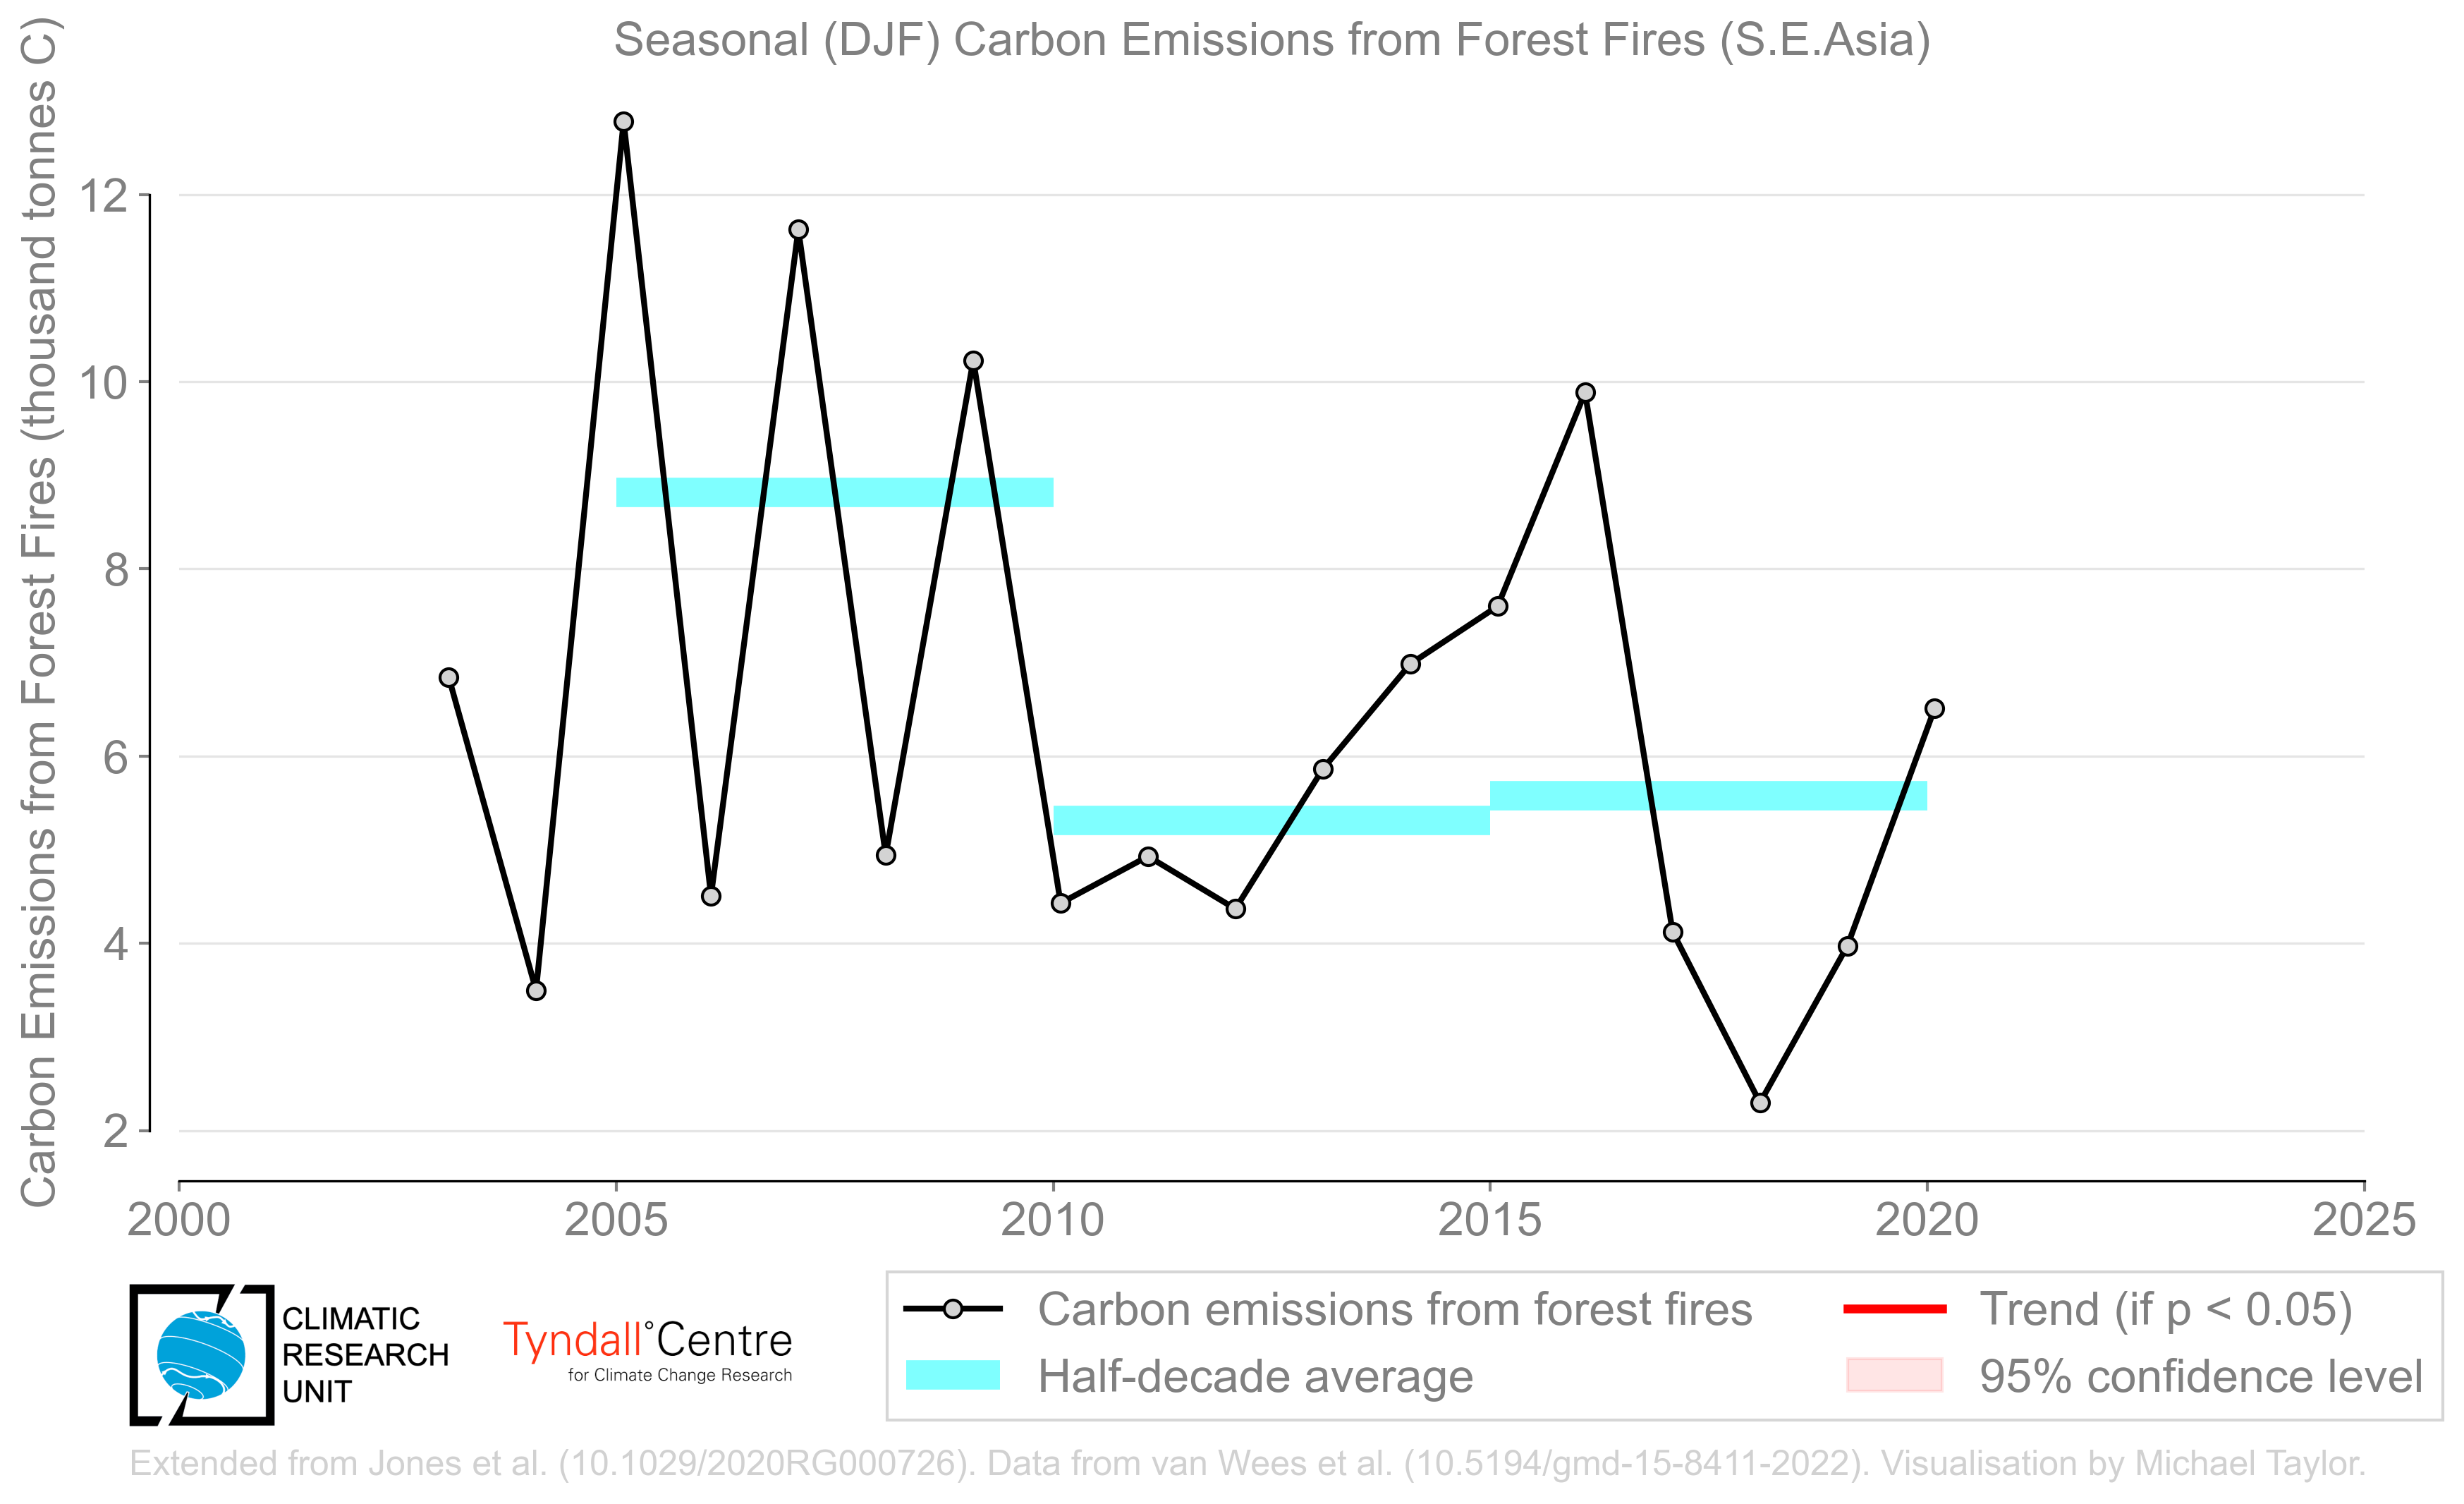 Seasonal (DJF) Carbon Emissions from Forest Fires (S.E.Asia)
Carbon Emissions from Forest Fires (thousand tonnes C)
12
10
8
6
4
2
2000 2005 2010 2015 2020 2025
CLIMATIC
RESEARCH
UNIT
Tyndall°Centre
for Climate Change Research
Carbon emissions from forest fires
Half-decade average
Trend (if p < 0.05)
95% confidence level
Extended from Jones et al. (10.1029/2020RG000726). Data from van Wees et al. (10.5194/gmd-15-8411-2022). Visualisation by Michael Taylor.